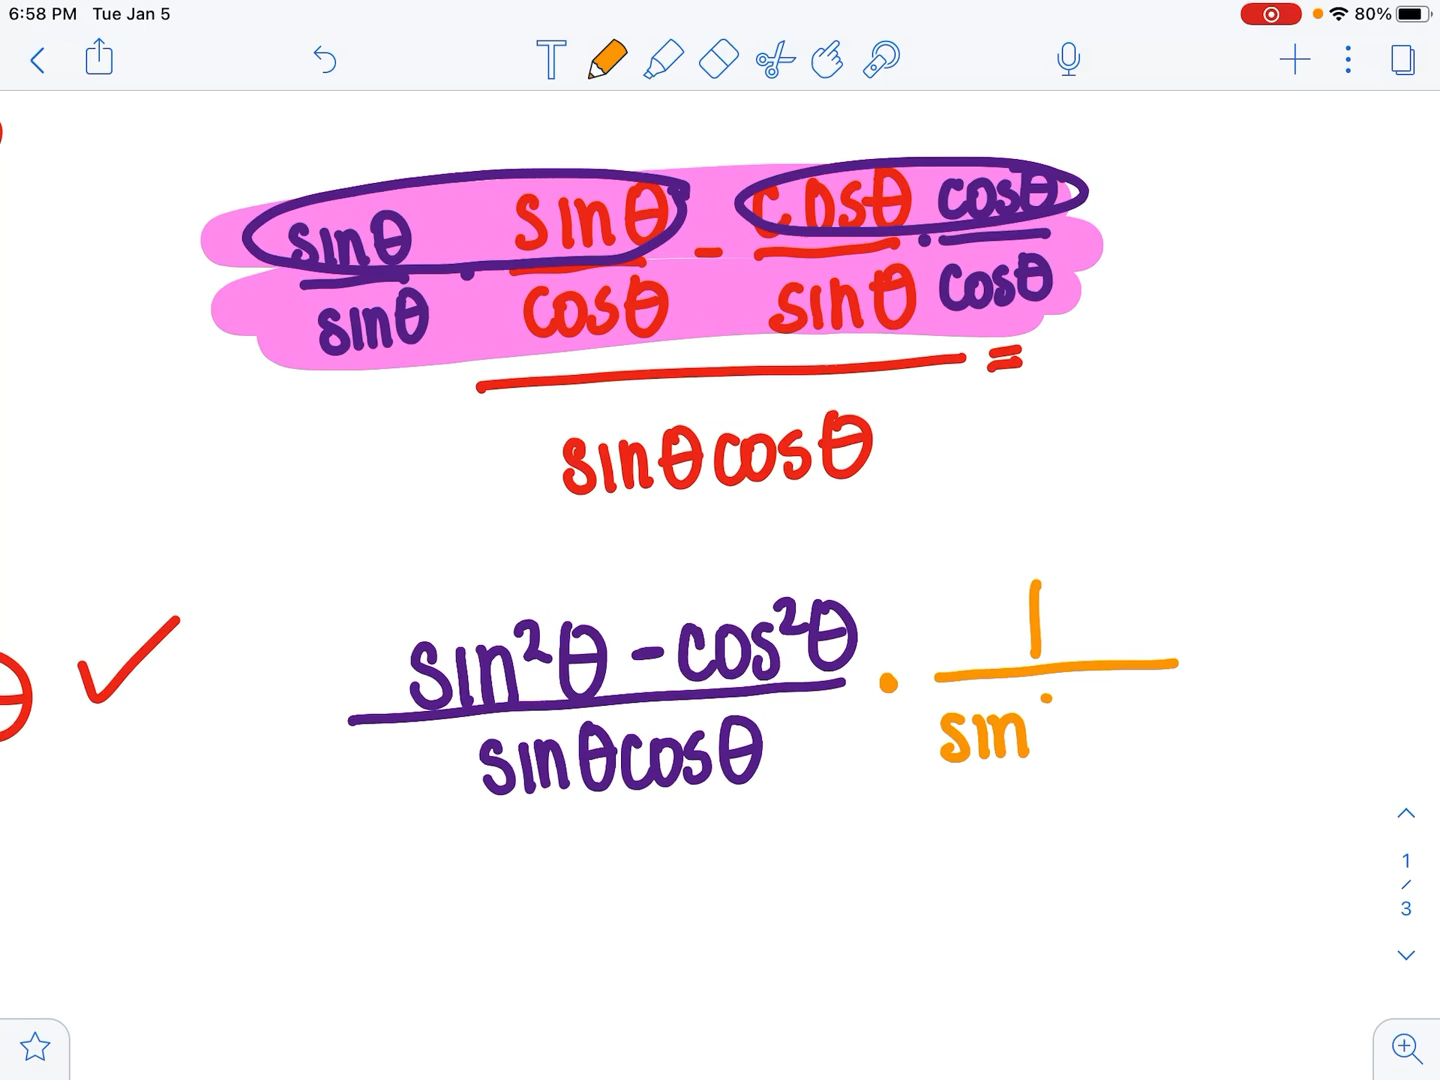 6:58 PM Tue Jan 5 80%
T
sinθ/sinθ · sinθ/cosθ - cosθ/sinθ · cosθ/cosθ =
sinθcosθ
θ
sin²θ - cos²θ/sinθcosθ · 1/sin
1
/
3